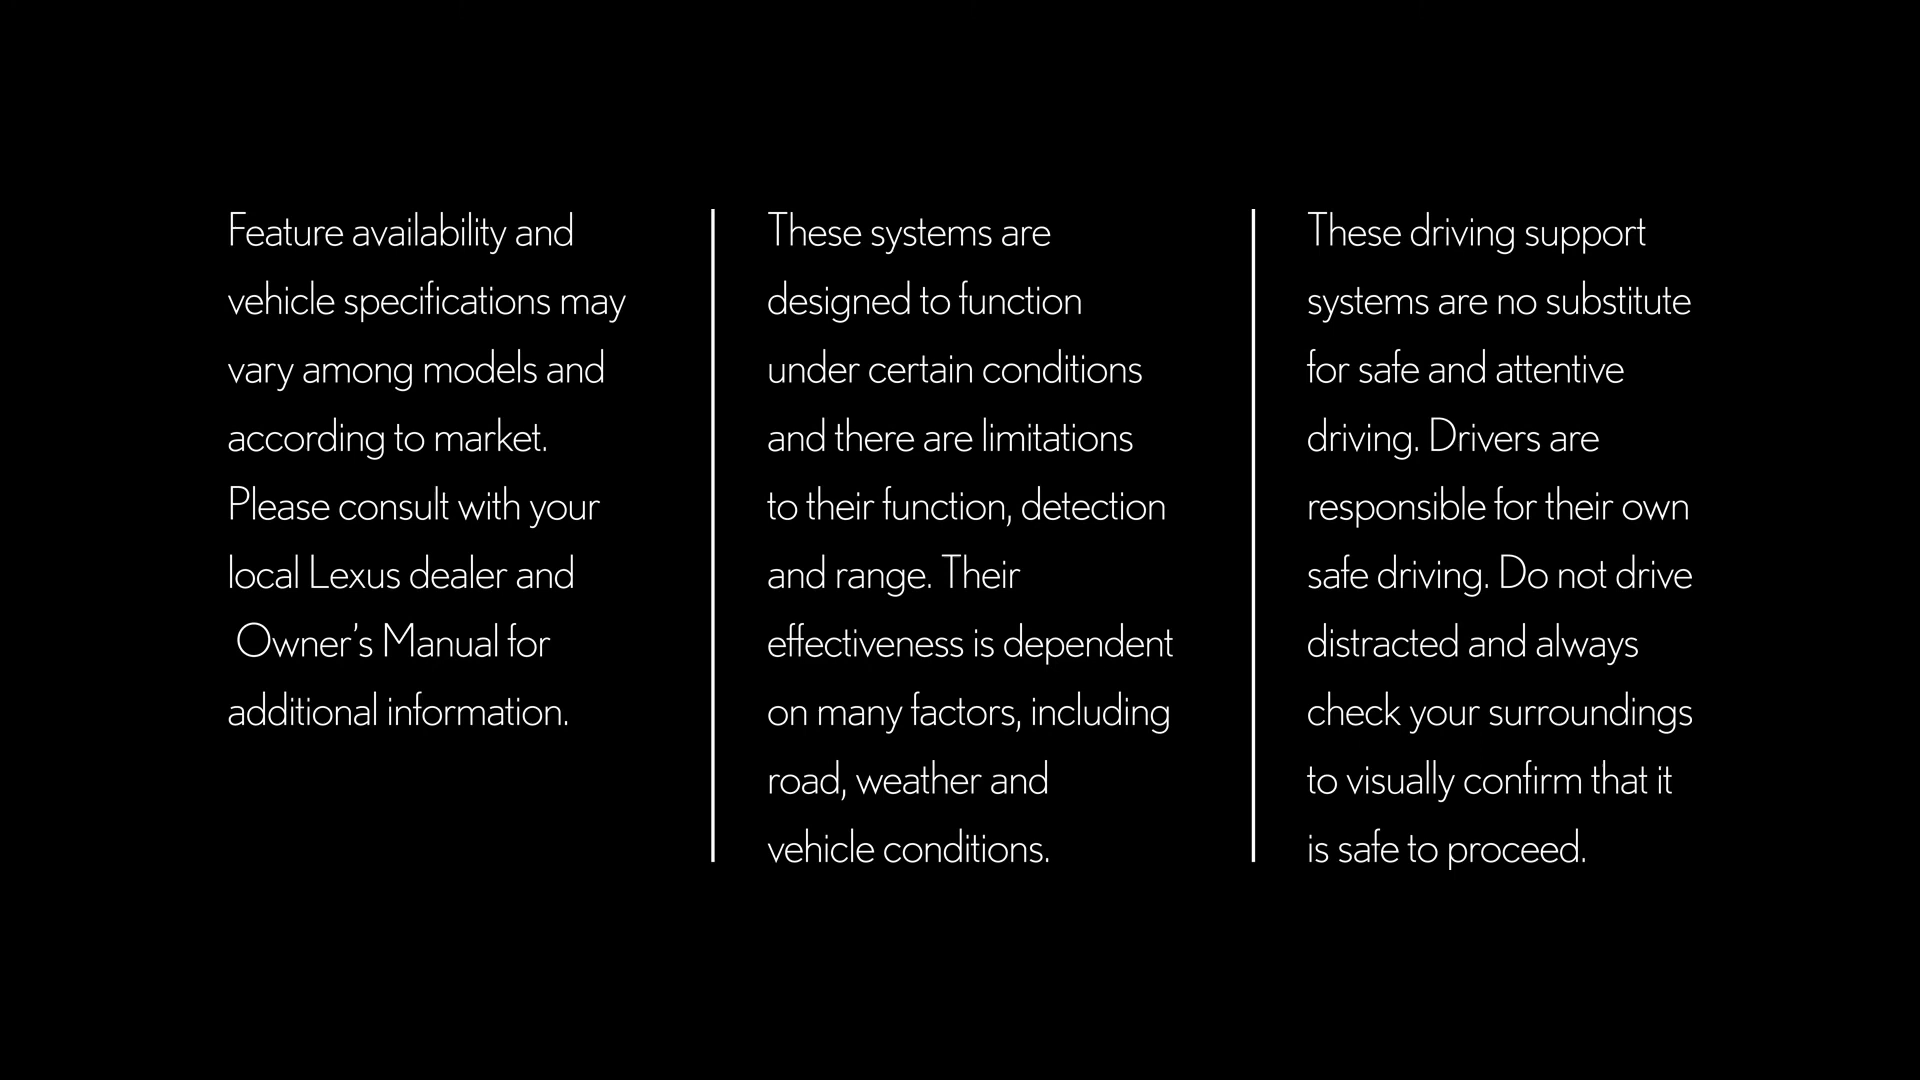 Feature availability and
vehicle specifications may
vary among models and
according to market.
Please consult with your
local Lexus dealer and
Owner’s Manual for
additional information.
These systems are
designed to function
under certain conditions
and there are limitations
to their function, detection
and range. Their
effectiveness is dependent
on many factors, including
road, weather and
vehicle conditions.
These driving support
systems are no substitute
for safe and attentive
driving. Drivers are
responsible for their own
safe driving. Do not drive
distracted and always
check your surroundings
to visually confirm that it
is safe to proceed.